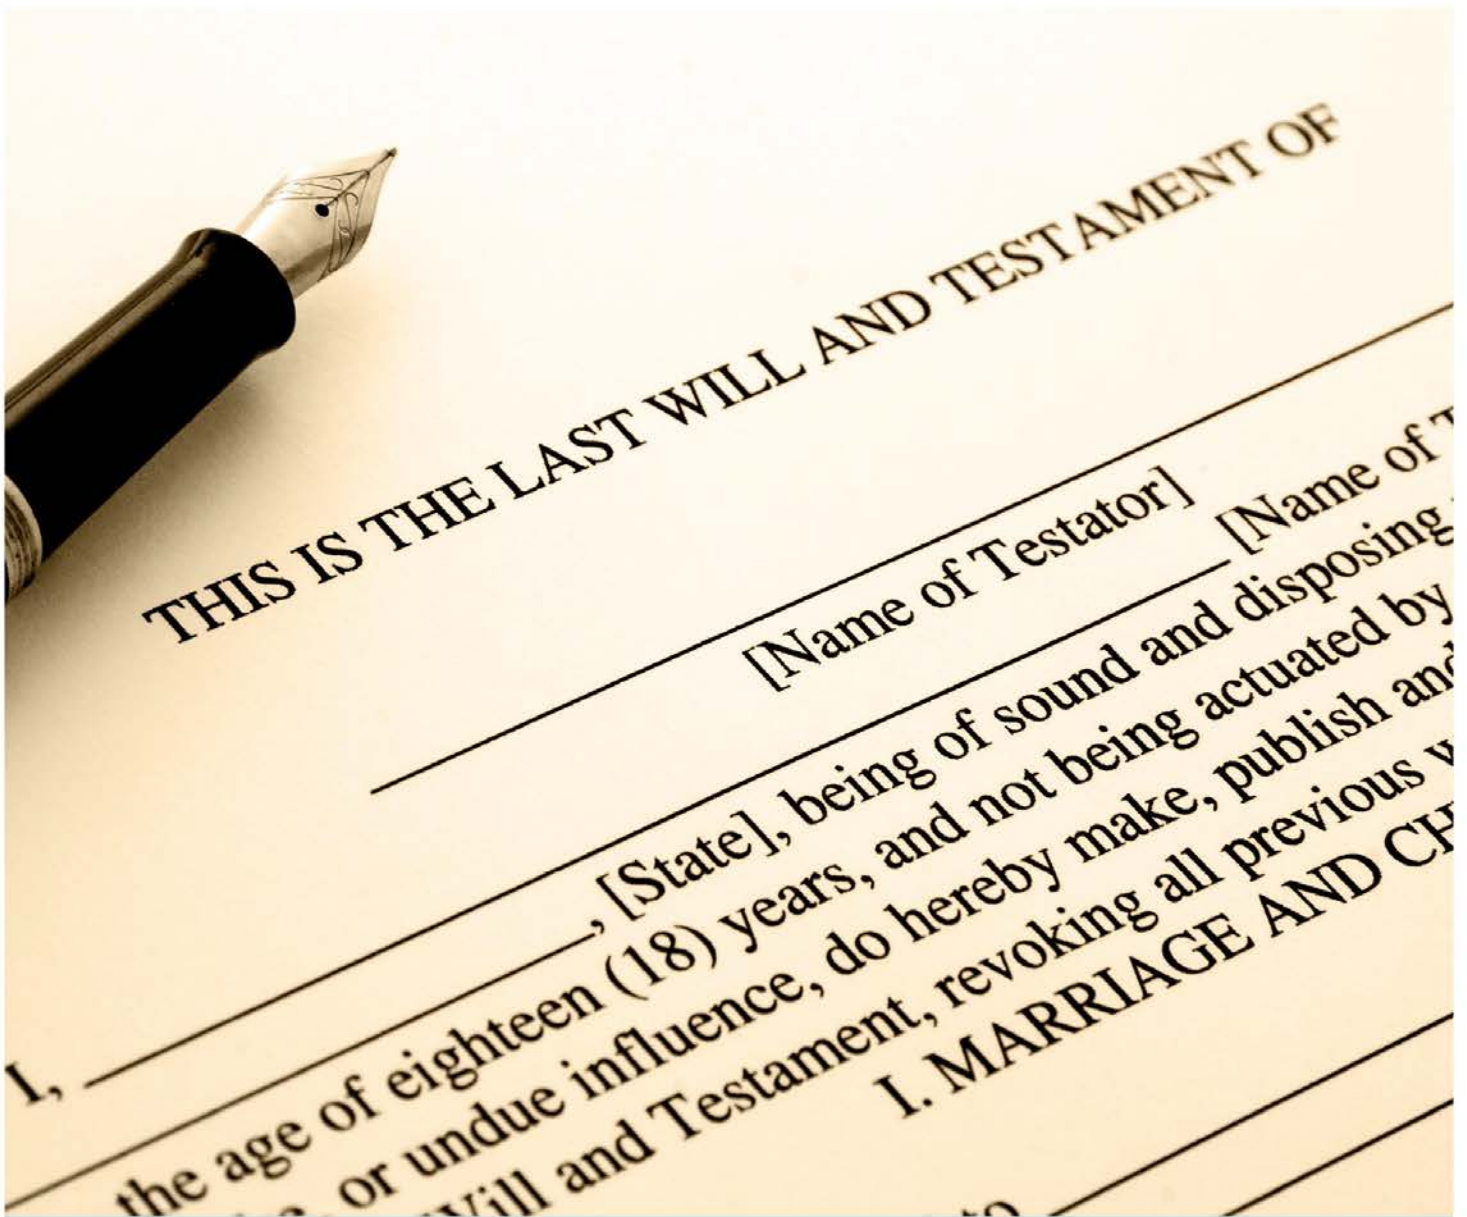 THIS IS THE LAST WILL AND TESTAMENT OF
[Name of Testator]
I, [Name of T
, [State], being of sound and disposing
the age of eighteen (18) years, and not being actuated by
, or undue influence, do hereby make, publish and
Will and Testament, revoking all previous
I. MARRIAGE AND CH
to